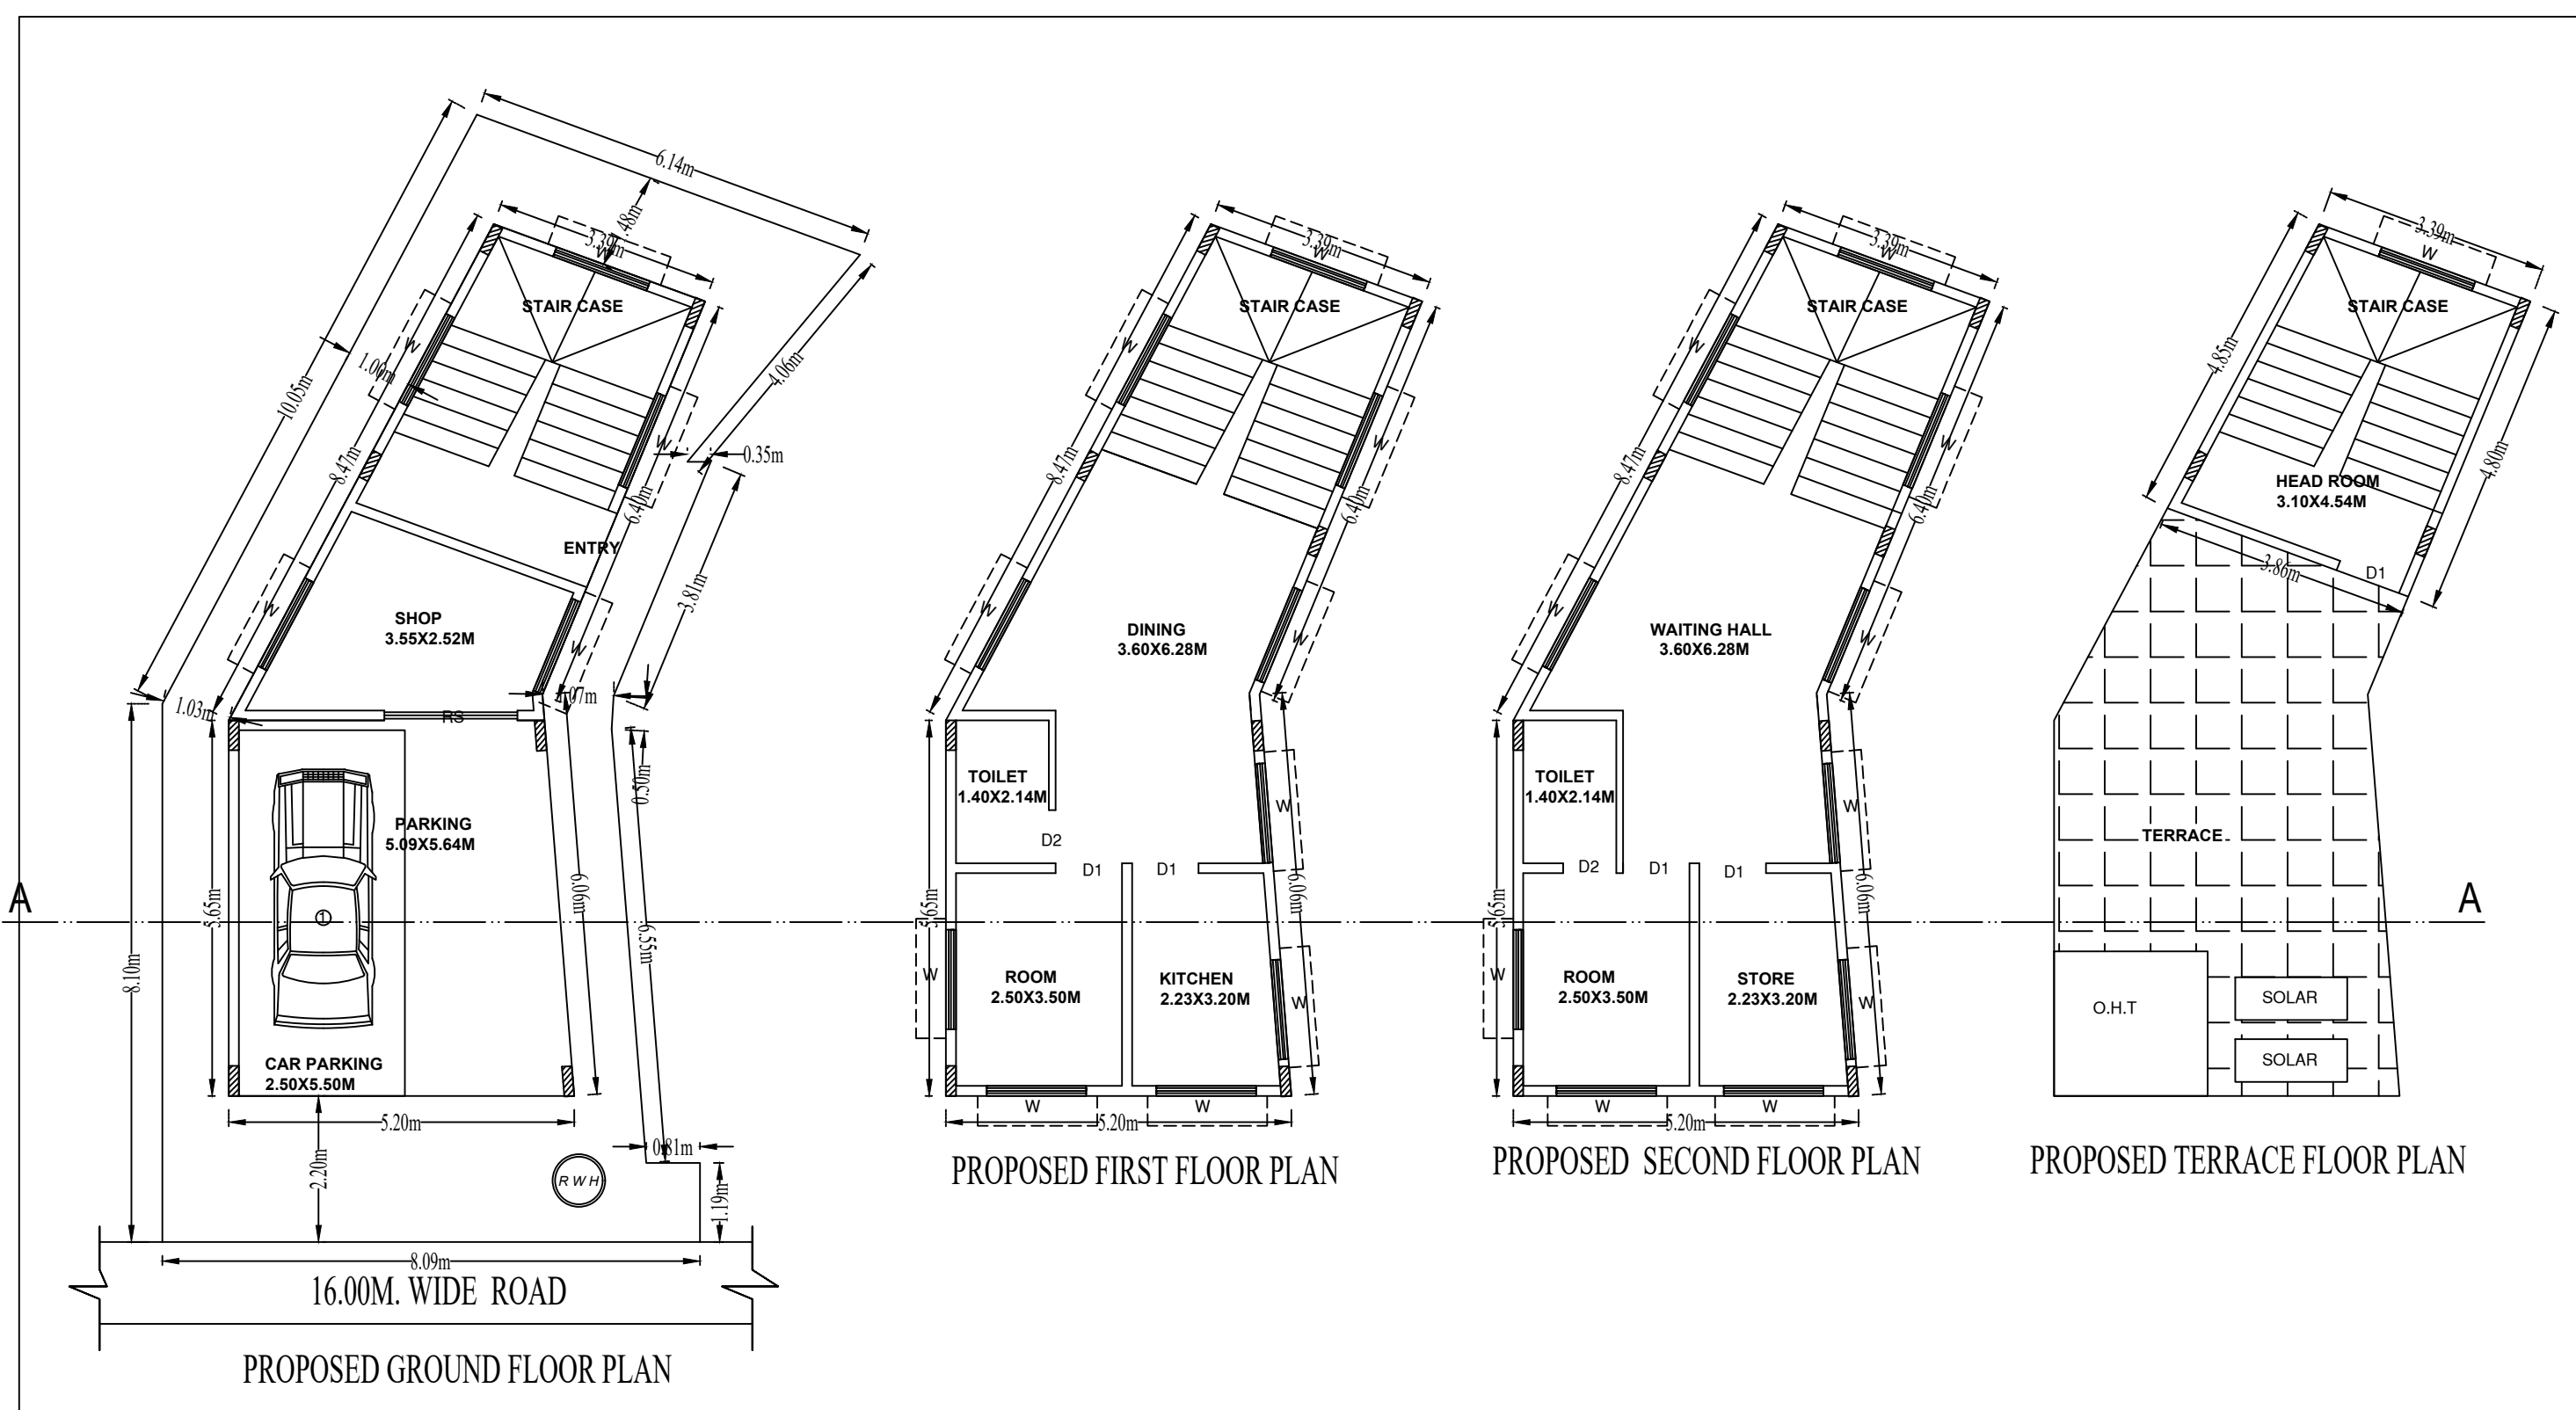 6.14m
.48m
3.39m
W
STAIR CASE
W
1.00m
10.05m
4.06m
8.47m
W
0.35m
6.40m
ENTRY
3.81m
W
SHOP
3.55X2.52M
W
1.03m
.07m
RS
0.50m
PARKING
5.09X5.64M
5.65m
1
6.06m
6.55m
8.10m
CAR PARKING
2.50X5.50M
5.20m
0.81m
2.20m
R W H
1.19m
8.09m
16.00M. WIDE ROAD
PROPOSED GROUND FLOOR PLAN
A
3.39m
W
STAIR CASE
W
8.47m
W
6.40m
W
DINING
3.60X6.28M
W
TOILET
1.40X2.14M
W
D2
D1
D1
5.65m
6.06m
W
ROOM
2.50X3.50M
KITCHEN
2.23X3.20M
W
W
W
5.20m
PROPOSED FIRST FLOOR PLAN
3.39m
W
STAIR CASE
W
8.47m
W
6.40m
W
WAITING HALL
3.60X6.28M
W
TOILET
1.40X2.14M
W
D2
D1
D1
5.65m
6.06m
W
ROOM
2.50X3.50M
STORE
2.23X3.20M
W
W
W
5.20m
PROPOSED SECOND FLOOR PLAN
3.39m
W
STAIR CASE
4.85m
4.80m
HEAD ROOM
3.10X4.54M
3.86m
D1
TERRACE
A
O.H.T
SOLAR
SOLAR
PROPOSED TERRACE FLOOR PLAN